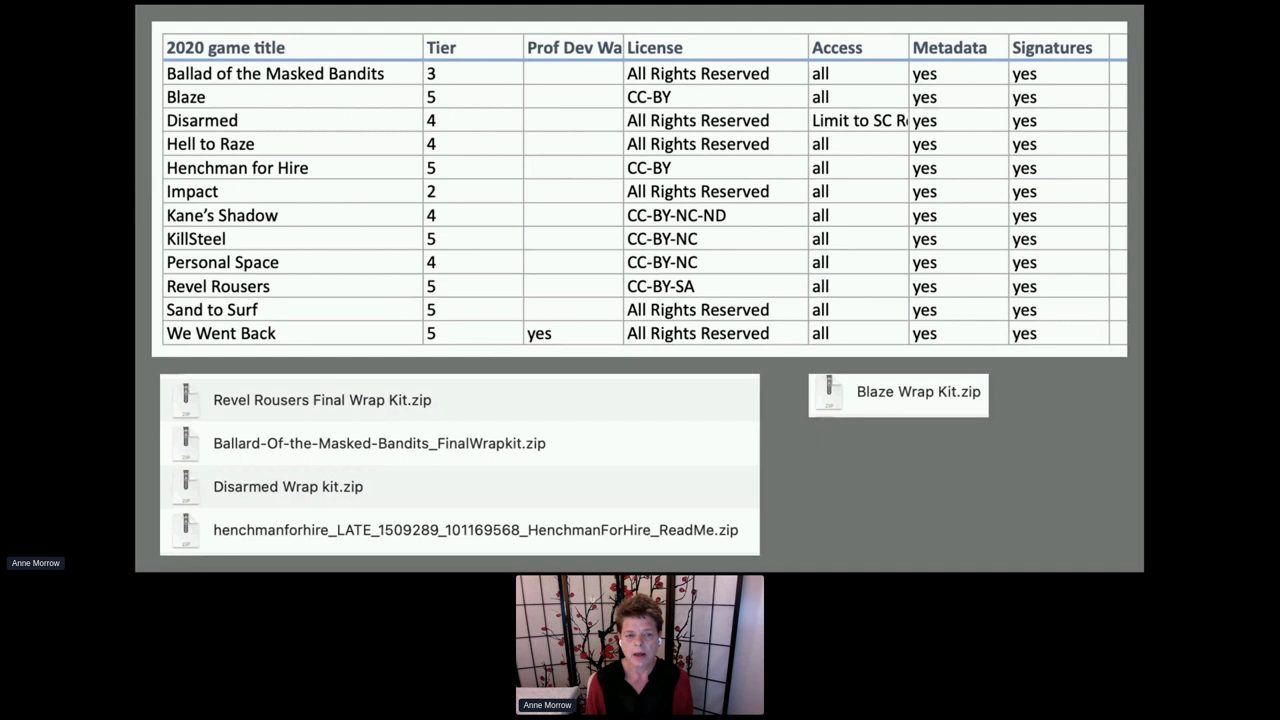 2020 game title Tier Prof Dev Wa License Access Metadata Signatures
Ballad of the Masked Bandits 3 All Rights Reserved all yes yes
Blaze 5 CC-BY all yes yes
Disarmed 4 All Rights Reserved Limit to SC Re yes yes
Hell to Raze 4 All Rights Reserved all yes yes
Henchman for Hire 5 CC-BY all yes yes
Impact 2 All Rights Reserved all yes yes
Kane’s Shadow 4 CC-BY-NC-ND all yes yes
KillSteel 5 CC-BY-NC all yes yes
Personal Space 4 CC-BY-NC all yes yes
Revel Rousers 5 CC-BY-SA all yes yes
Sand to Surf 5 All Rights Reserved all yes yes
We Went Back 5 yes All Rights Reserved all yes yes
ZIP Revel Rousers Final Wrap Kit.zip
ZIP Ballard-Of-the-Masked-Bandits_FinalWrapkit.zip
ZIP Disarmed Wrap kit.zip
ZIP henchmanforhire_LATE_1509289_101169568_HenchmanForHire_ReadMe.zip
ZIP Blaze Wrap Kit.zip
Anne Morrow
Anne Morrow